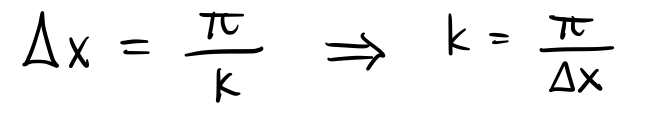 Δx = π/k ⇒ k = π/Δx